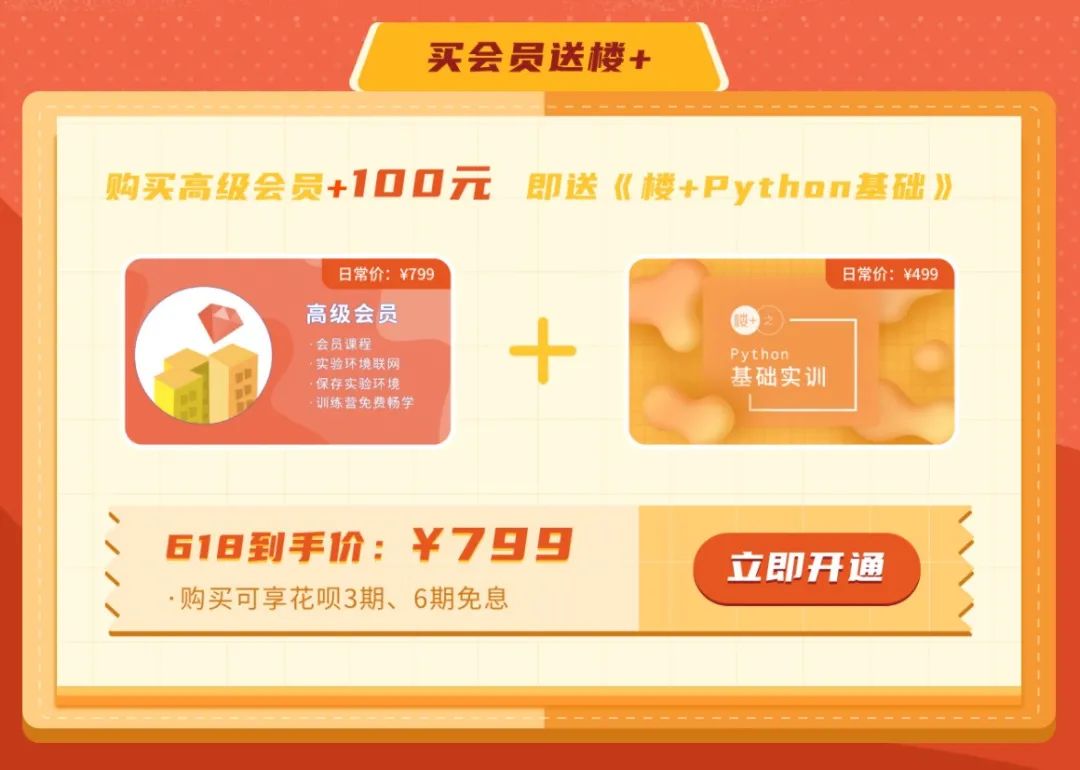 买会员送楼+
购买高级会员+100元 即送《楼+Python基础》
日常价：¥799
高级会员
·会员课程
·实验环境联网
·保存实验环境
·训练营免费畅学
日常价：¥499
楼+之
Python
基础实训
618到手价：¥799
·购买可享花呗3期、6期免息
立即开通